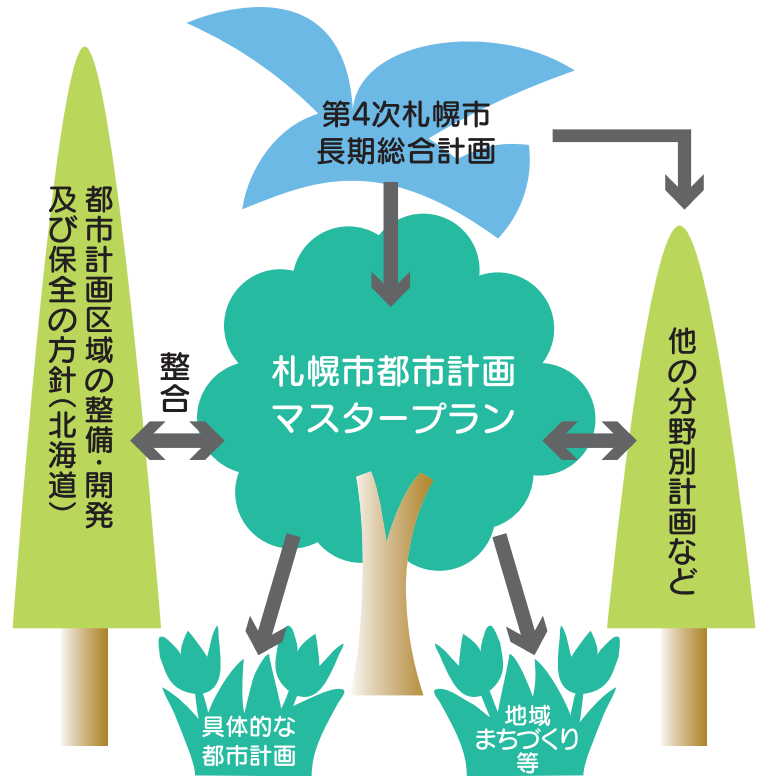 第4次札幌市
長期総合計画
都市計画区域の整備・開発
及び保全の方針（北海道）
整合
札幌市都市計画
マスタープラン
他の分野別計画など
具体的な
都市計画
地域
まちづくり
等